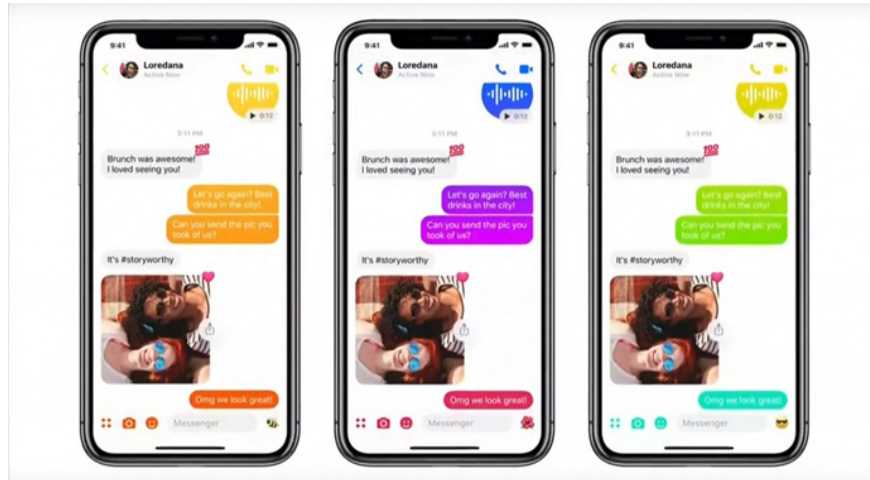 9:41
Loredana
Active Now
0:12
3:11 PM
Brunch was awesome!
I loved seeing you!
100
Let's go again? Best
drinks in the city!
Can you send the pic you
took of us?
It's #storyworthy
Omg we look great!
Messenger
9:41
Loredana
Active Now
0:12
3:11 PM
Brunch was awesome!
I loved seeing you!
100
Let's go again? Best
drinks in the city!
Can you send the pic you
took of us?
It's #storyworthy
Omg we look great!
Messenger
9:41
Loredana
Active Now
0:12
3:11 PM
Brunch was awesome!
I loved seeing you!
100
Let's go again? Best
drinks in the city!
Can you send the pic you
took of us?
It's #storyworthy
Omg we look great!
Messenger